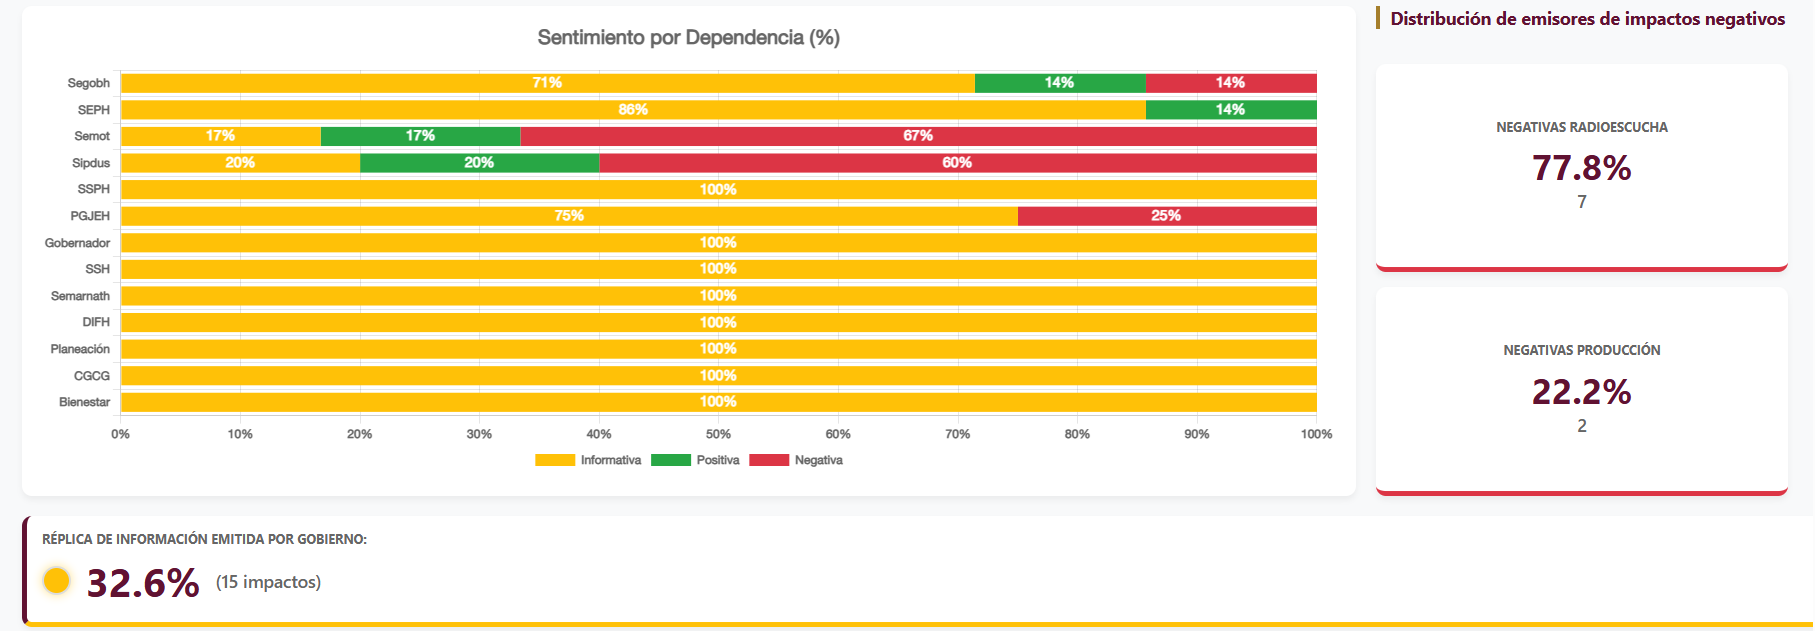 Sentimiento por Dependencia (%)
Segobh 71% 14% 14%
SEPH 86% 14%
Semot 17% 17% 67%
Sipdus 20% 20% 60%
SSPH 100%
PGJEH 75% 25%
Gobernador 100%
SSH 100%
Semarnath 100%
DIFH 100%
Planeación 100%
CGCG 100%
Bienestar 100%
0% 10% 20% 30% 40% 50% 60% 70% 80% 90% 100%
Informativa Positiva Negativa
Distribución de emisores de impactos negativos
NEGATIVAS RADIOESCUCHA
77.8%
7
NEGATIVAS PRODUCCIÓN
22.2%
2
RÉPLICA DE INFORMACIÓN EMITIDA POR GOBIERNO:
32.6% (15 impactos)